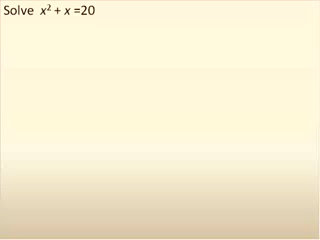 Solve x² + x =20